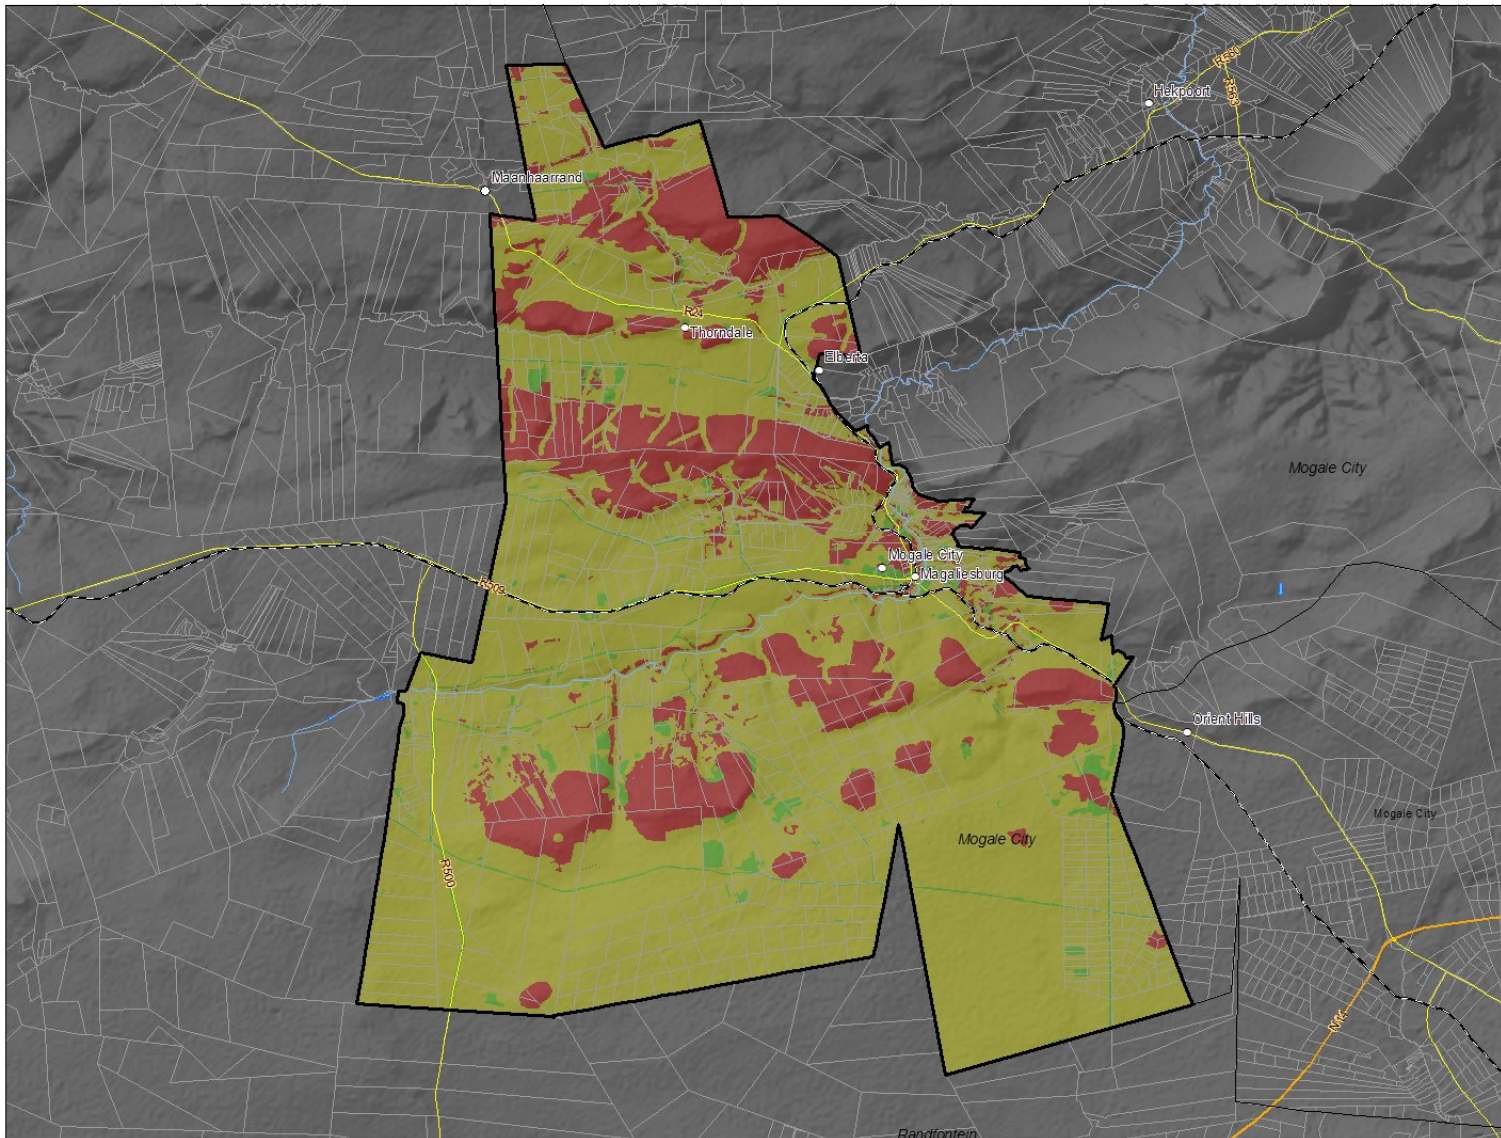 R560
Hekpoort
R563
Maanhaarrand
R24
Thorndale
Elberta
Mogale City
Mogale City
Magaliesburg
R509
Orient Hills
Mogale City
Mogale City
R500
N14
Randfontein